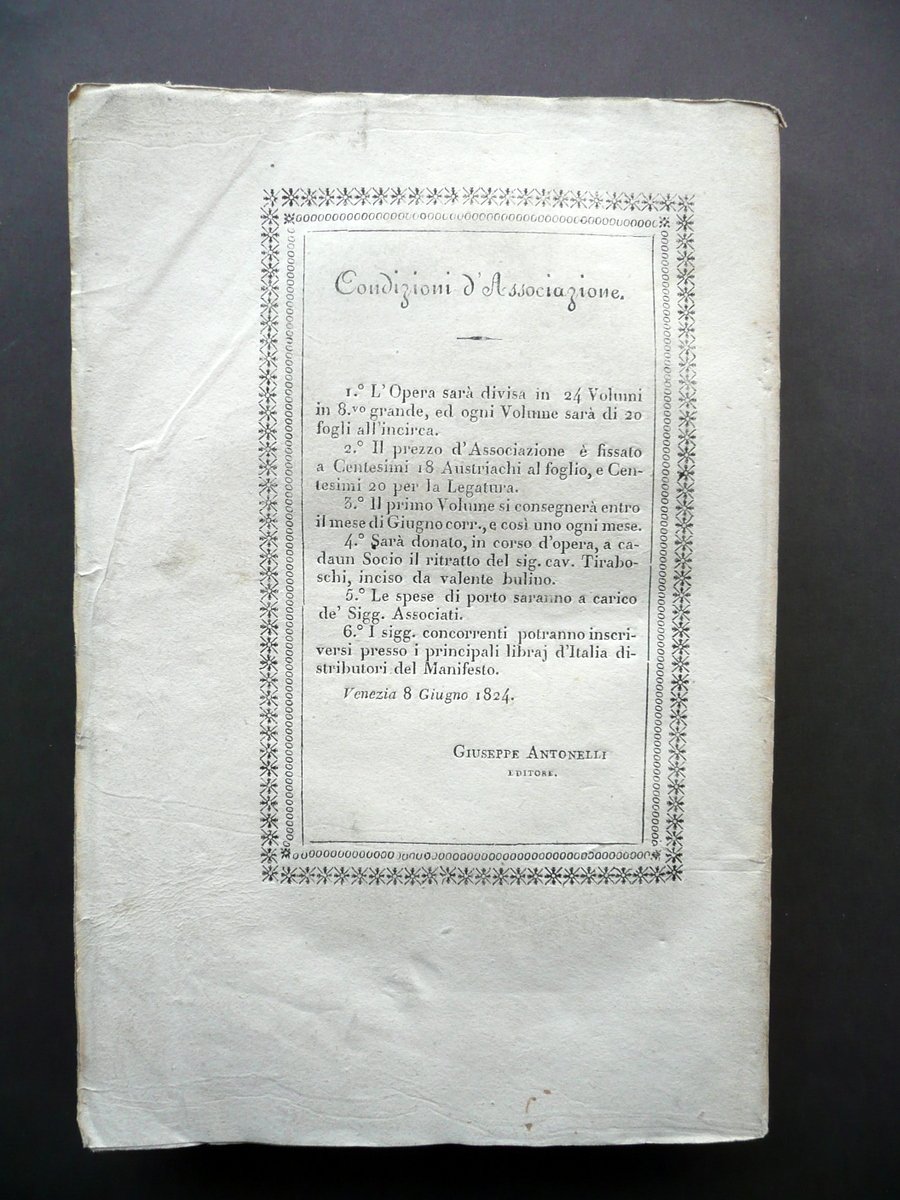 Condizioni d'Associazione.
1.° L'Opera sarà divisa in 24 Volumi
in 8.vo grande, ed ogni Volume sarà di 20
fogli all'incirca.
2.° Il prezzo d'Associazione è fissato
a Centesimi 18 Austriachi al foglio, e Cen-
tesimi 20 per la Legatura.
3.° Il primo Volume si consegnerà entro
il mese di Giugno corr., e così uno ogni mese.
4.° Sarà donato, in corso d'opera, a ca-
daun Socio il ritratto del sig. cav. Tirabo-
schi, inciso da valente bulino.
5.° Le spese di porto saranno a carico
de' Sigg. Associati.
6.° I sigg. concorrenti potranno inscri-
versi presso i principali libraj d'Italia di-
stributori del Manifesto.
Venezia 8 Giugno 1824.
GIUSEPPE ANTONELLI
EDITORE.